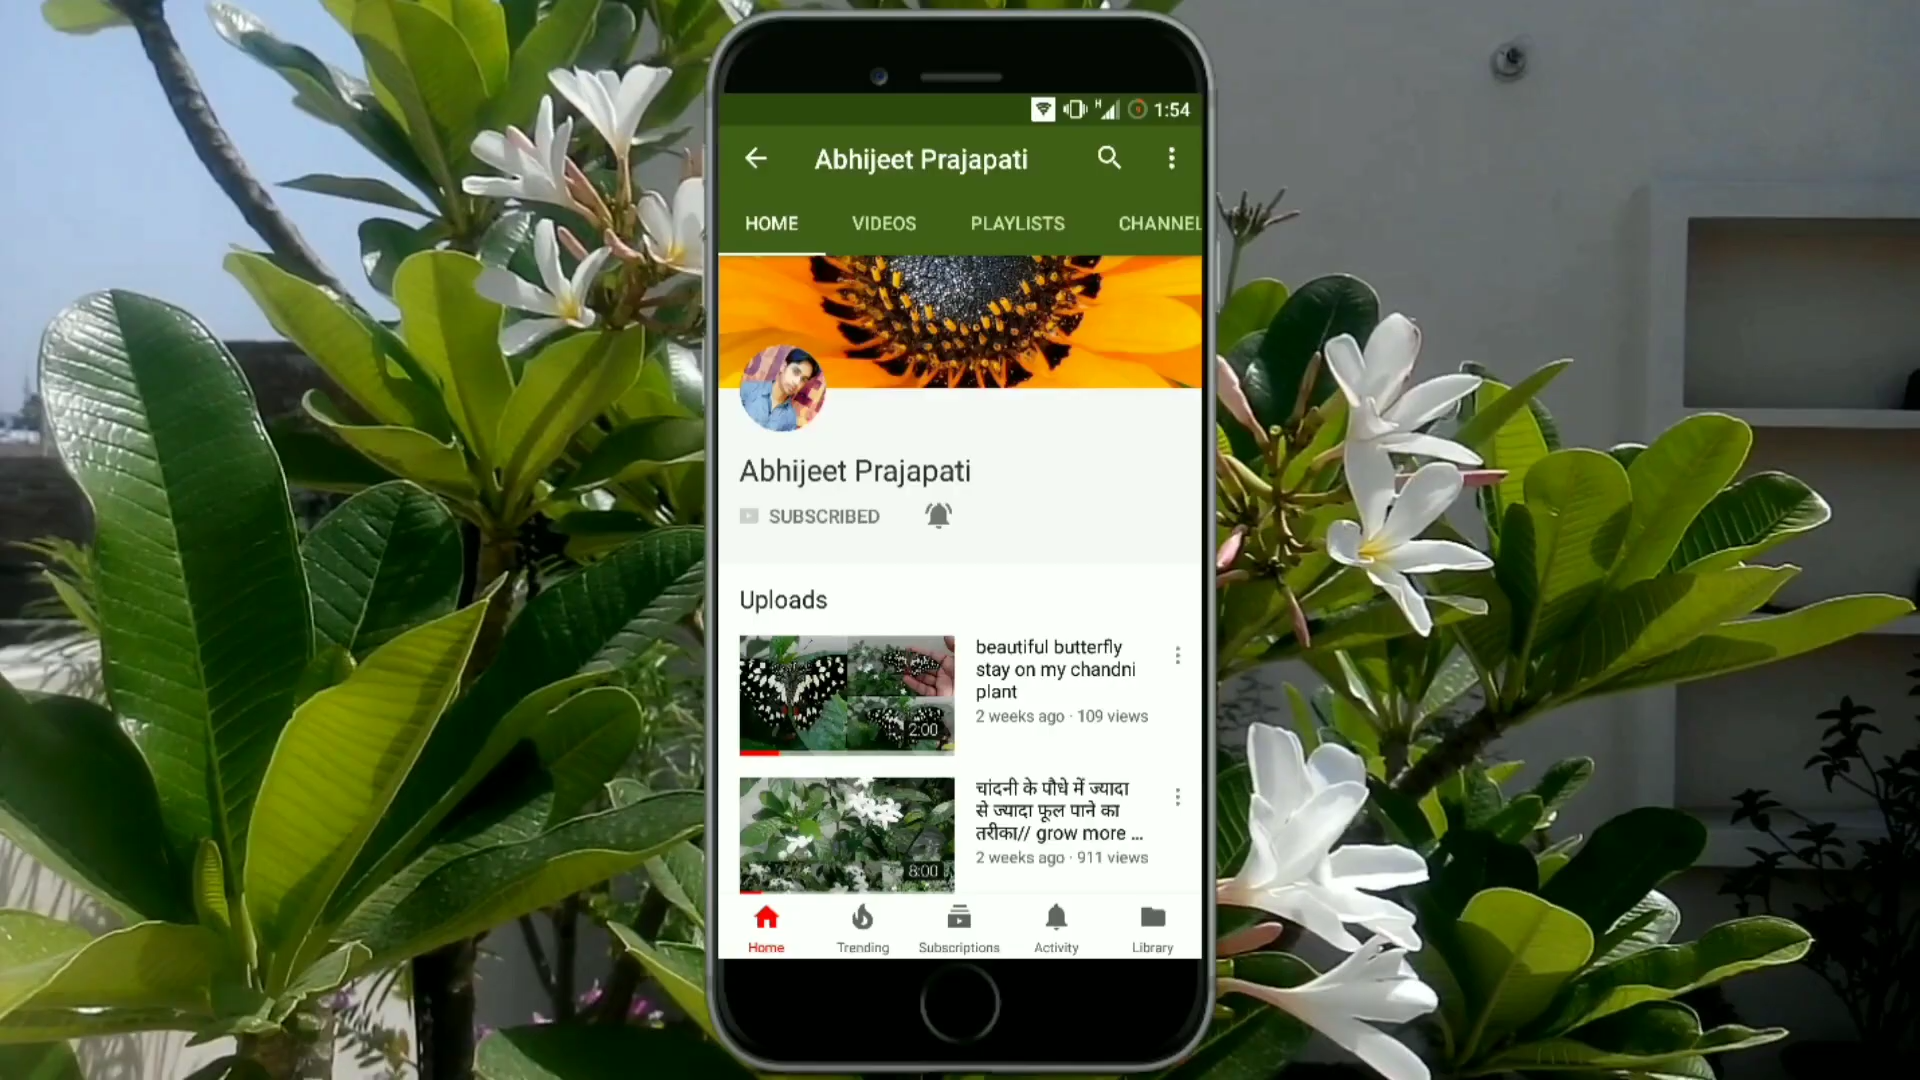 1:54
Abhijeet Prajapati
HOME VIDEOS PLAYLISTS CHANNEL
Abhijeet Prajapati
SUBSCRIBED
Uploads
beautiful butterfly
stay on my chandni
plant
2 weeks ago · 109 views
2:00
चांदनी के पौधे में ज्यादा
से ज्यादा फूल पाने का
तरीका// grow more ...
2 weeks ago · 911 views
8:00
Home Trending Subscriptions Activity Library